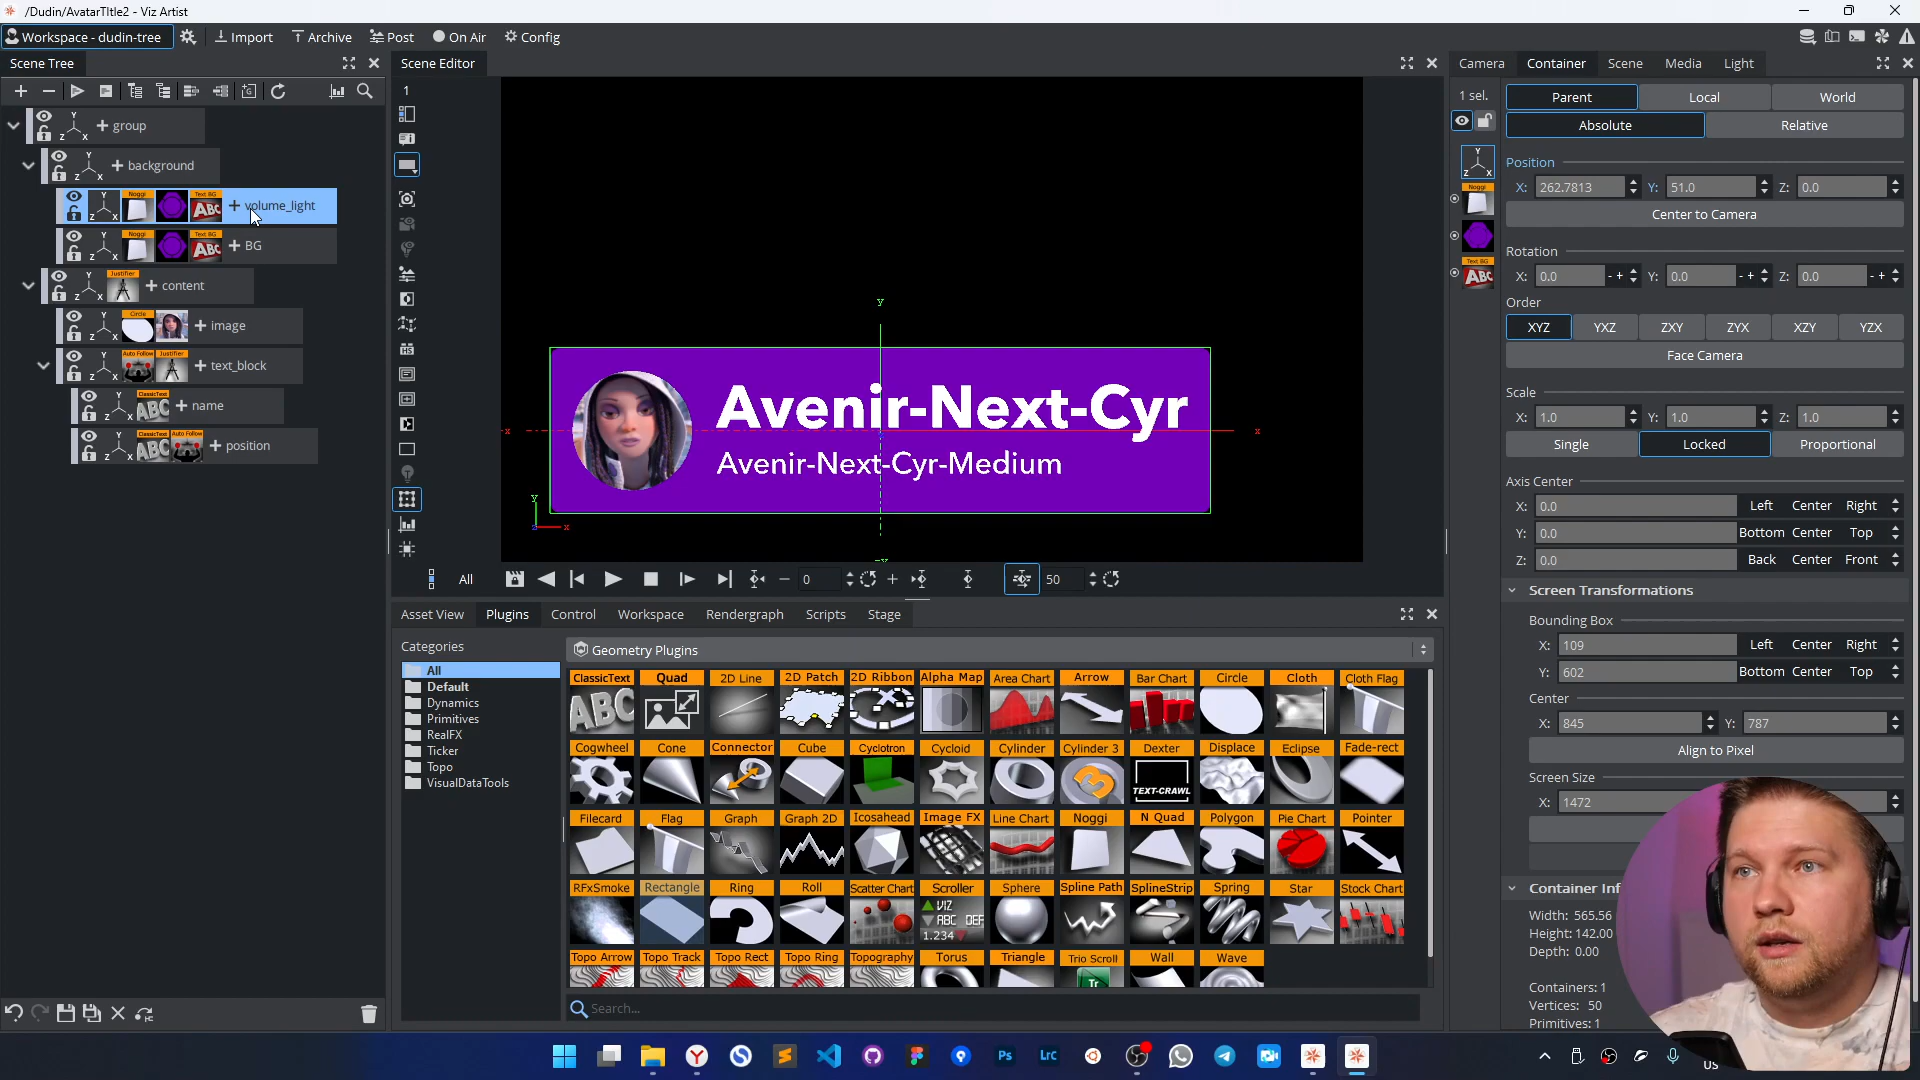 /Dudin/AvatarTItle2 - Viz Artist
Workspace - dudin-tree
Import
Archive
Post
On Air
Config
Scene Tree
group
background
volume_light
BG
content
image
text_block
name
position
Scene Editor
1
Avenir-Next-Cyr
Avenir-Next-Cyr-Medium
All
0
50
Asset View
Plugins
Control
Workspace
Rendergraph
Scripts
Stage
Categories
All
Default
Dynamics
Primitives
RealFX
Ticker
Topo
VisualDataTools
Geometry Plugins
ClassicText Quad 2D Line 2D Patch 2D Ribbon Alpha Map Area Chart Arrow Bar Chart Circle Cloth Cloth Flag
Cogwheel Cone Connector Cube Cyclotron Cycloid Cylinder Cylinder 3 Dexter Displace Eclipse Fade-rect
Filecard Flag Graph Graph 2D Icosahead Image FX Line Chart Noggi N Quad Polygon Pie Chart Pointer
RFxSmoke Rectangle Ring Roll Scatter Chart Scroller Sphere Spline Path SplineStrip Spring Star Stock Chart
Topo Arrow Topo Track Topo Rect Topo Ring Topography Torus Triangle Trio Scroll Wall Wave
Search...
Camera
Container
Scene
Media
Light
1 sel.
Parent Local World
Absolute Relative
Position
X: 262.7813 Y: 51.0 Z: 0.0
Center to Camera
Rotation
X: 0.0 - + Y: 0.0 - + Z: 0.0 - +
Order
XYZ YXZ ZXY ZYX XZY YZX
Face Camera
Scale
X: 1.0 Y: 1.0 Z: 1.0
Single Locked Proportional
Axis Center
X: 0.0 Left Center Right
Y: 0.0 Bottom Center Top
Z: 0.0 Back Center Front
Screen Transformations
Bounding Box
X: 109 Left Center Right
Y: 602 Bottom Center Top
Center
X: 845 Y: 787
Align to Pixel
Screen Size
X: 1472
Container Inf
Width: 565.56
Height: 142.00
Depth: 0.00
Containers: 1
Vertices: 50
Primitives: 1
Ps
Lrc
US